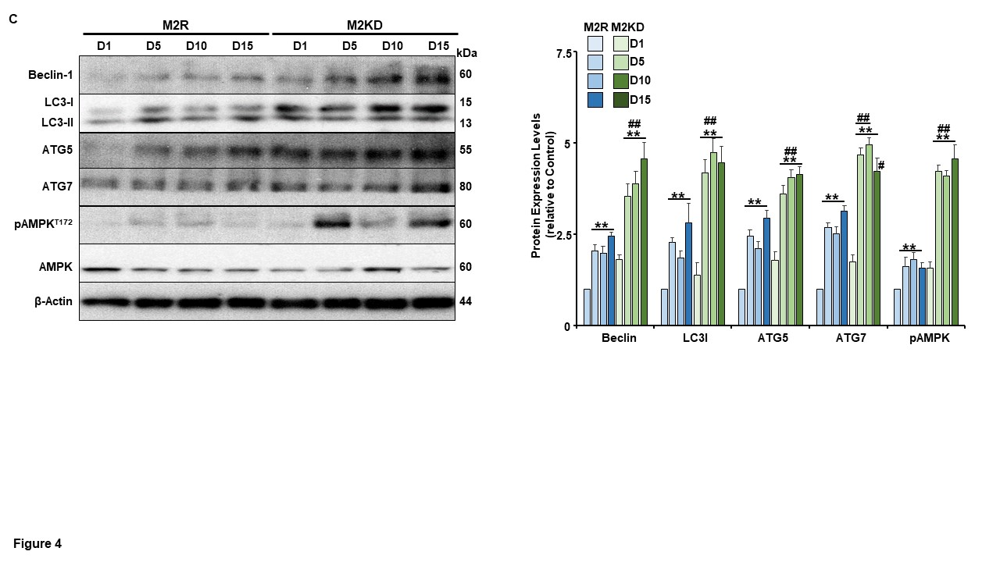 C
M2R M2KD
D1 D5 D10 D15 D1 D5 D10 D15
kDa
Beclin-1 60
LC3-I 15
LC3-II 13
ATG5 55
ATG7 80
pAMPKT172 60
AMPK 60
β-Actin 44
M2R M2KD
D1
D5
D10
D15
Protein Expression Levels
(relative to Control)
7.5
5
2.5
0
** ## **
** ## **
** ## **
** ## ** #
** ## **
Beclin LC3I ATG5 ATG7 pAMPK
Figure 4